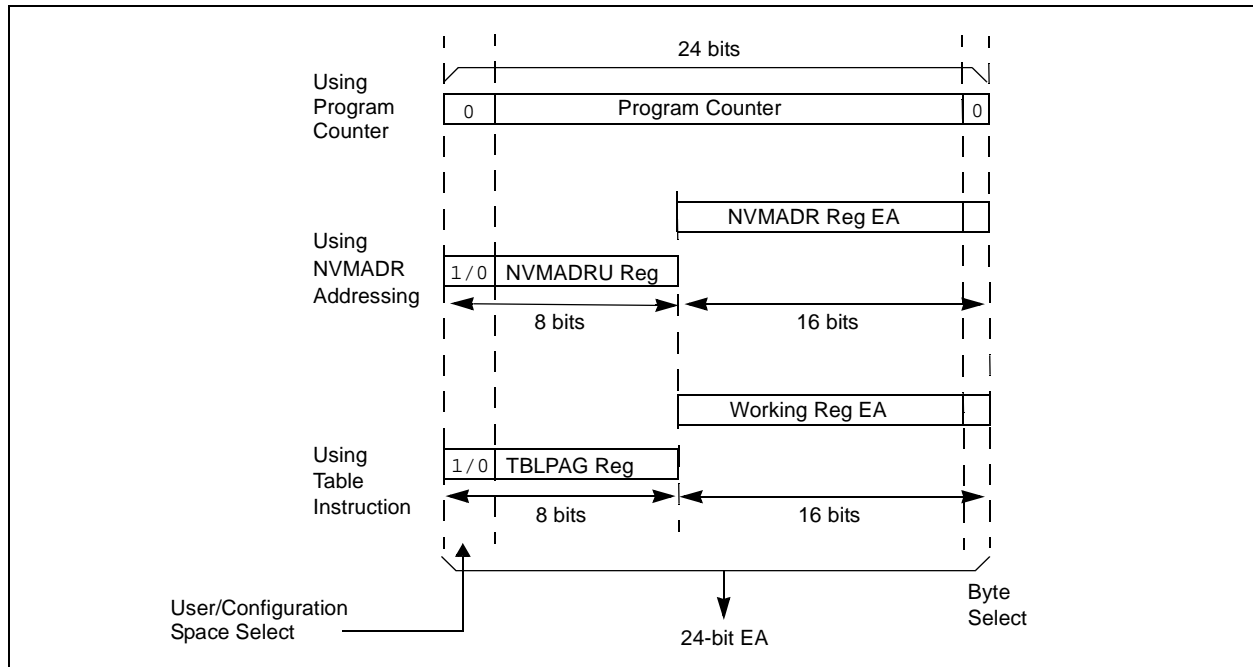 24 bits
Using
Program
Counter
0
Program Counter
0
NVMADR Reg EA
Using
NVMADR
Addressing
1/0
NVMADRU Reg
8 bits
16 bits
Working Reg EA
Using
Table
Instruction
1/0
TBLPAG Reg
8 bits
16 bits
User/Configuration
Space Select
24-bit EA
Byte
Select